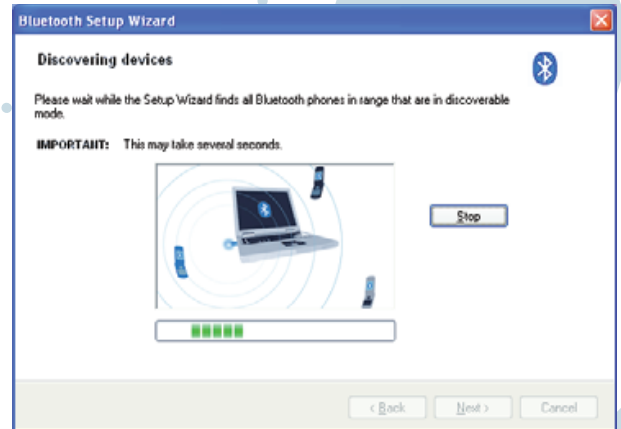 Bluetooth Setup Wizard
Discovering devices
Please wait while the Setup Wizard finds all Bluetooth phones in range that are in discoverable
mode.
IMPORTANT: This may take several seconds.
Stop
< Back
Next >
Cancel